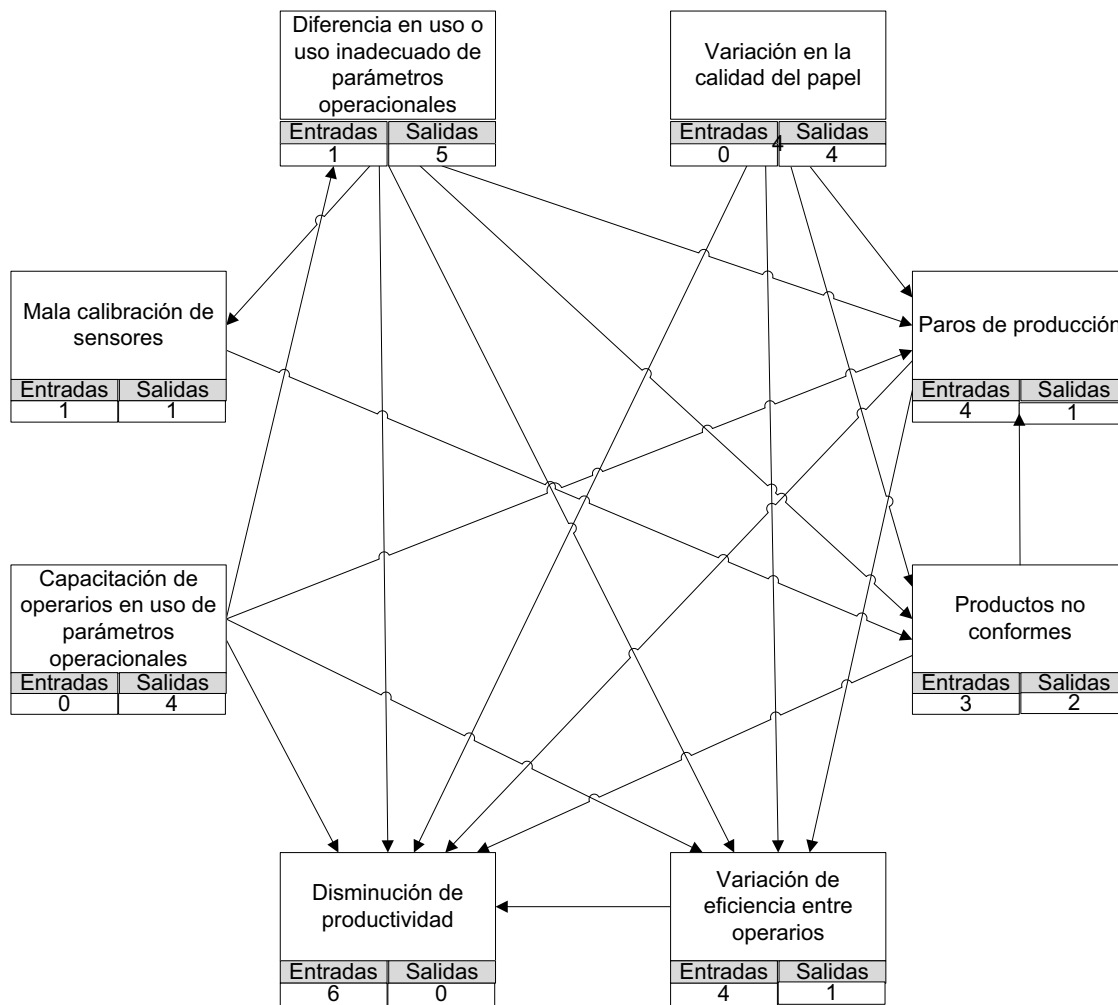 Diferencia en uso o
uso inadecuado de
parámetros
operacionales
Entradas Salidas
1 5
Variación en la
calidad del papel
Entradas Salidas
0 4 4
Mala calibración de
sensores
Entradas Salidas
1 1
Paros de producción
Entradas Salidas
4 1
Capacitación de
operarios en uso de
parámetros
operacionales
Entradas Salidas
0 4
Productos no
conformes
Entradas Salidas
3 2
Disminución de
productividad
Entradas Salidas
6 0
Variación de
eficiencia entre
operarios
Entradas Salidas
4 1